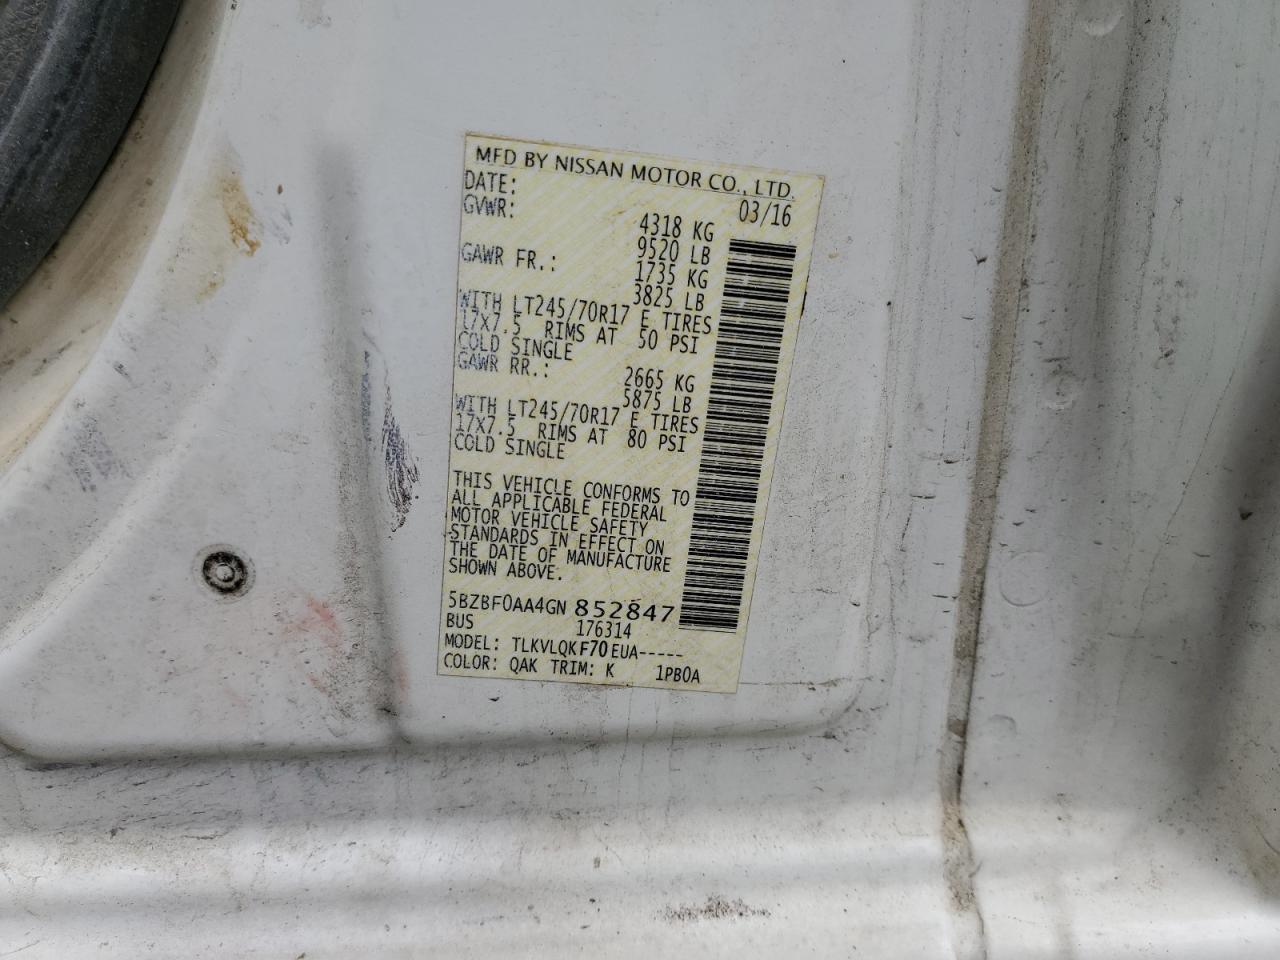 MFD BY NISSAN MOTOR CO., LTD.
DATE: 03/16
GVWR: 4318 KG
9520 LB
GAWR FR.: 1735 KG
3825 LB
WITH LT245/70R17 E TIRES
17X7.5 RIMS AT 50 PSI
COLD SINGLE
GAWR RR.: 2665 KG
5875 LB
WITH LT245/70R17 E TIRES
17X7.5 RIMS AT 80 PSI
COLD SINGLE
THIS VEHICLE CONFORMS TO
ALL APPLICABLE FEDERAL
MOTOR VEHICLE SAFETY
STANDARDS IN EFFECT ON
THE DATE OF MANUFACTURE
SHOWN ABOVE.
5BZBF0AA4GN852847
BUS 176314
MODEL: TLKVLQKF70EUA-----
COLOR: QAK TRIM: K 1PB0A